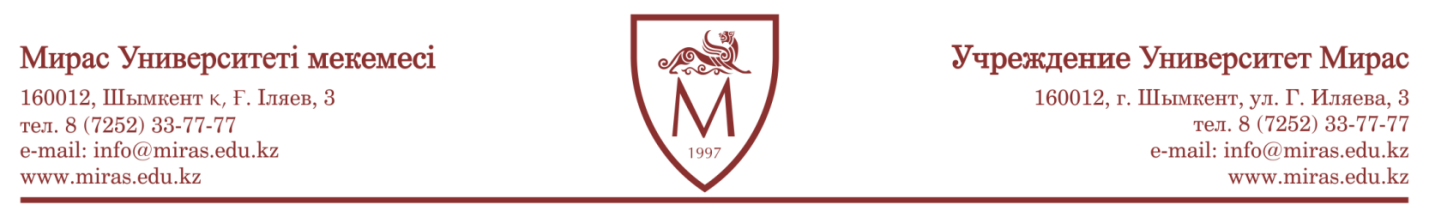 Мирас Университеті мекемесі
160012, Шымкент к, Ғ. Іляев, 3
тел. 8 (7252) 33-77-77
e-mail: info@miras.edu.kz
www.miras.edu.kz
М
1997
Учреждение Университет Мирас
160012, г. Шымкент, ул. Г. Иляева, 3
тел. 8 (7252) 33-77-77
e-mail: info@miras.edu.kz
www.miras.edu.kz